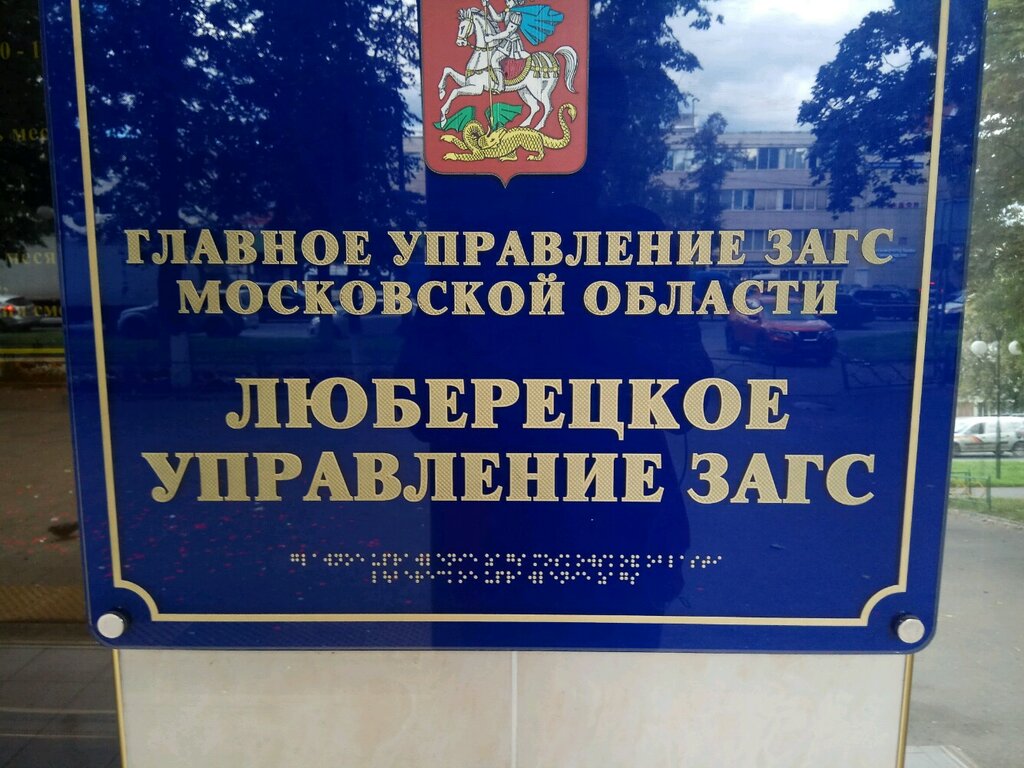 ГЛАВНОЕ УПРАВЛЕНИЕ ЗАГС
МОСКОВСКОЙ ОБЛАСТИ
ЛЮБЕРЕЦКОЕ
УПРАВЛЕНИЕ ЗАГС